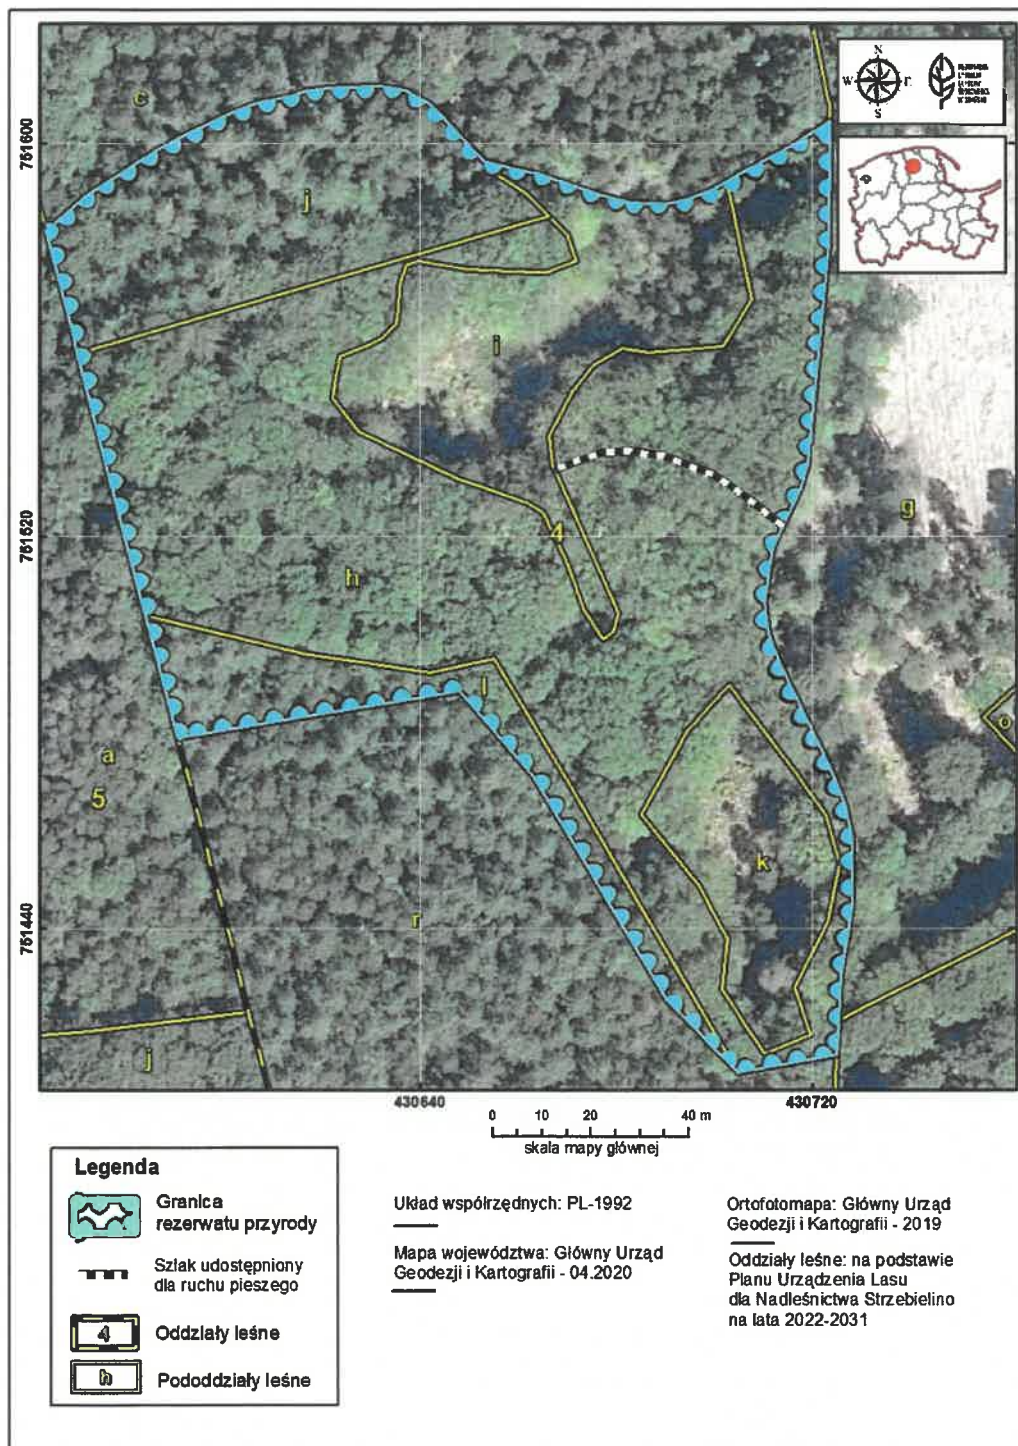 N
W
E
S
751600
751520
751440
c
j
i
4
h
g
l
a
5
k
o
r
j
430640
430720
0 10 20 40 m
skala mapy głównej
Legenda
Granica
rezerwatu przyrody
Szlak udostępniony
dla ruchu pieszego
4
Oddziały leśne
h
Pododdziały leśne
Układ współrzędnych: PL-1992
Mapa województwa: Główny Urząd
Geodezji i Kartografii - 04.2020
Ortofotomapa: Główny Urząd
Geodezji i Kartografii - 2019
Oddziały leśne: na podstawie
Planu Urządzenia Lasu
dla Nadleśnictwa Strzebielino
na lata 2022-2031